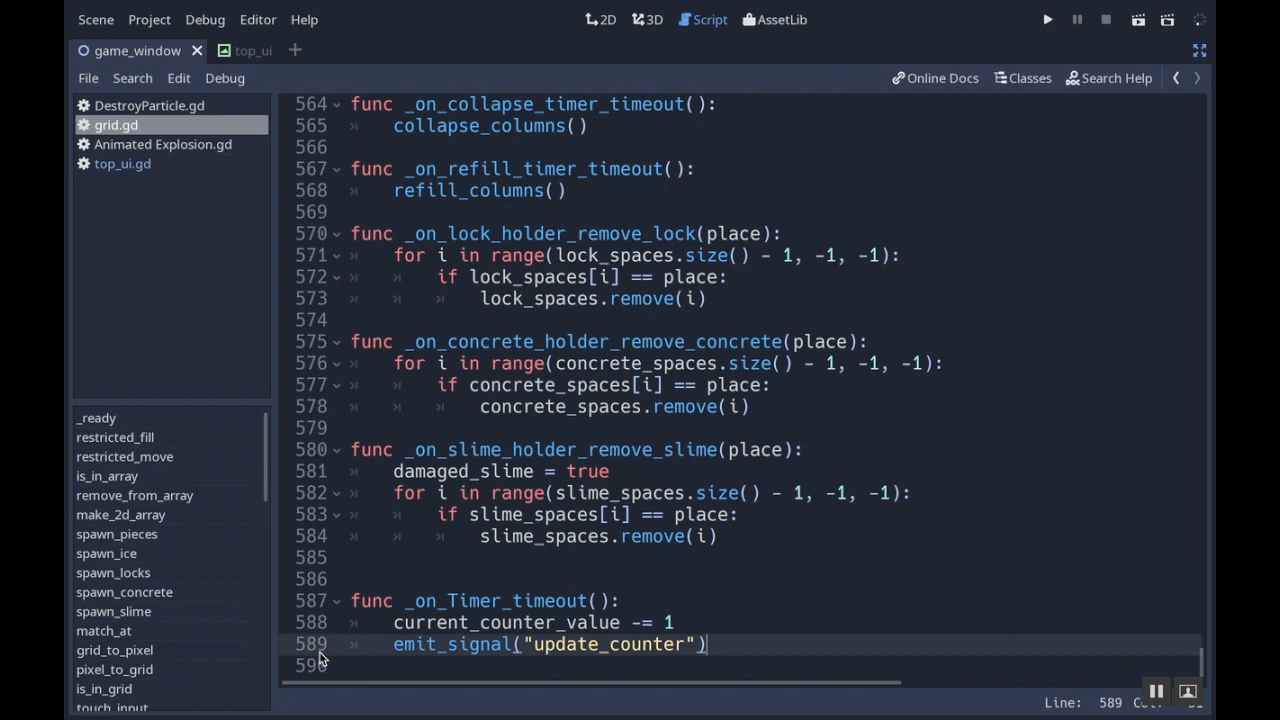 Scene Project Debug Editor Help 2D 3D Script AssetLib
game_window top_ui
File Search Edit Debug Online Docs Classes Search Help
DestroyParticle.gd
grid.gd
Animated Explosion.gd
top_ui.gd
_ready
restricted_fill
restricted_move
is_in_array
remove_from_array
make_2d_array
spawn_pieces
spawn_ice
spawn_locks
spawn_concrete
spawn_slime
match_at
grid_to_pixel
pixel_to_grid
is_in_grid
touch_input
564 func _on_collapse_timer_timeout():
565 collapse_columns()
566
567 func _on_refill_timer_timeout():
568 refill_columns()
569
570 func _on_lock_holder_remove_lock(place):
571 for i in range(lock_spaces.size() - 1, -1, -1):
572 if lock_spaces[i] == place:
573 lock_spaces.remove(i)
574
575 func _on_concrete_holder_remove_concrete(place):
576 for i in range(concrete_spaces.size() - 1, -1, -1):
577 if concrete_spaces[i] == place:
578 concrete_spaces.remove(i)
579
580 func _on_slime_holder_remove_slime(place):
581 damaged_slime = true
582 for i in range(slime_spaces.size() - 1, -1, -1):
583 if slime_spaces[i] == place:
584 slime_spaces.remove(i)
585
586
587 func _on_Timer_timeout():
588 current_counter_value -= 1
589 emit_signal("update_counter")
590
Line: 589